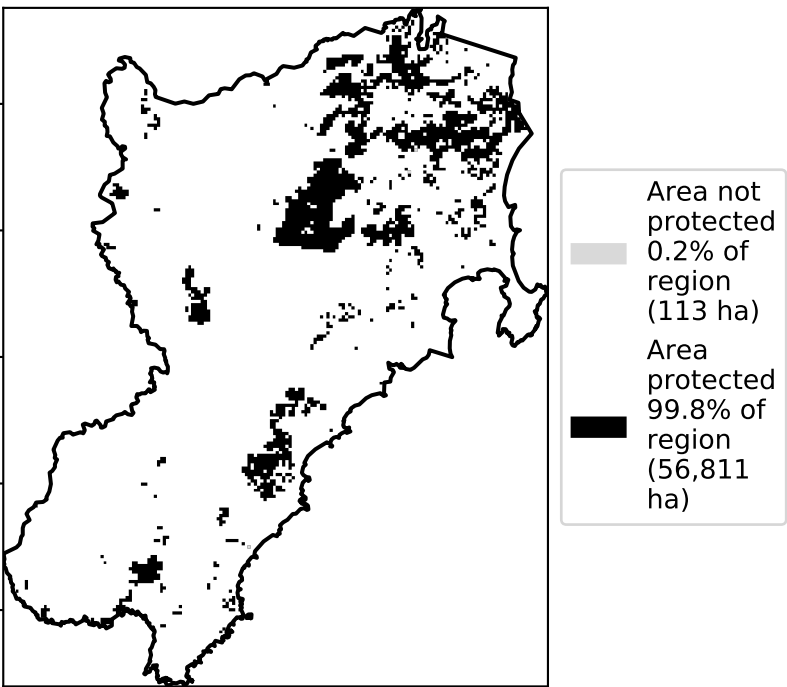 Area not
protected
0.2% of
region
(113 ha)
Area
protected
99.8% of
region
(56,811
ha)